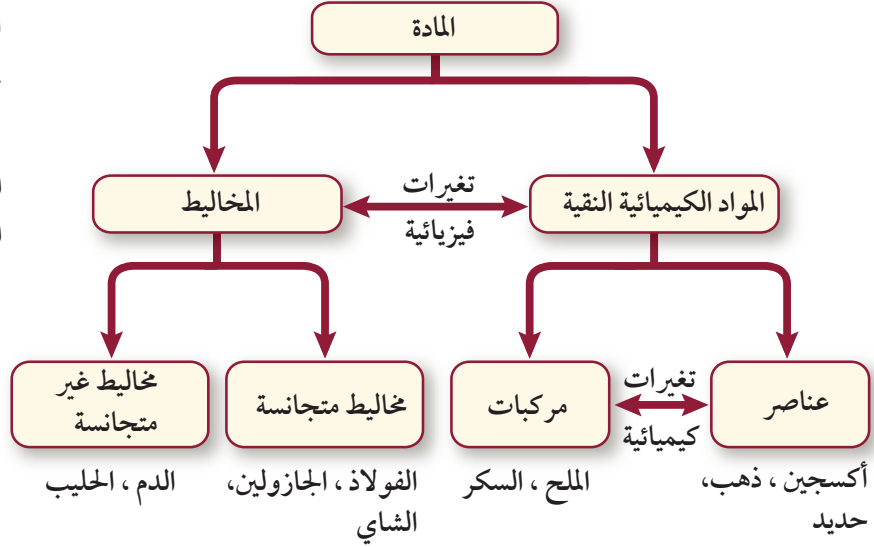 المادة
المواد الكيميائية النقية
تغيرات
فيزيائية
المخاليط
عناصر
تغيرات
كيميائية
مركبات
مخاليط متجانسة
مخاليط غير
متجانسة
أكسجين ، ذهب،
حديد
الملح ، السكر
الفولاذ ، الجازولين،
الشاي
الدم ، الحليب